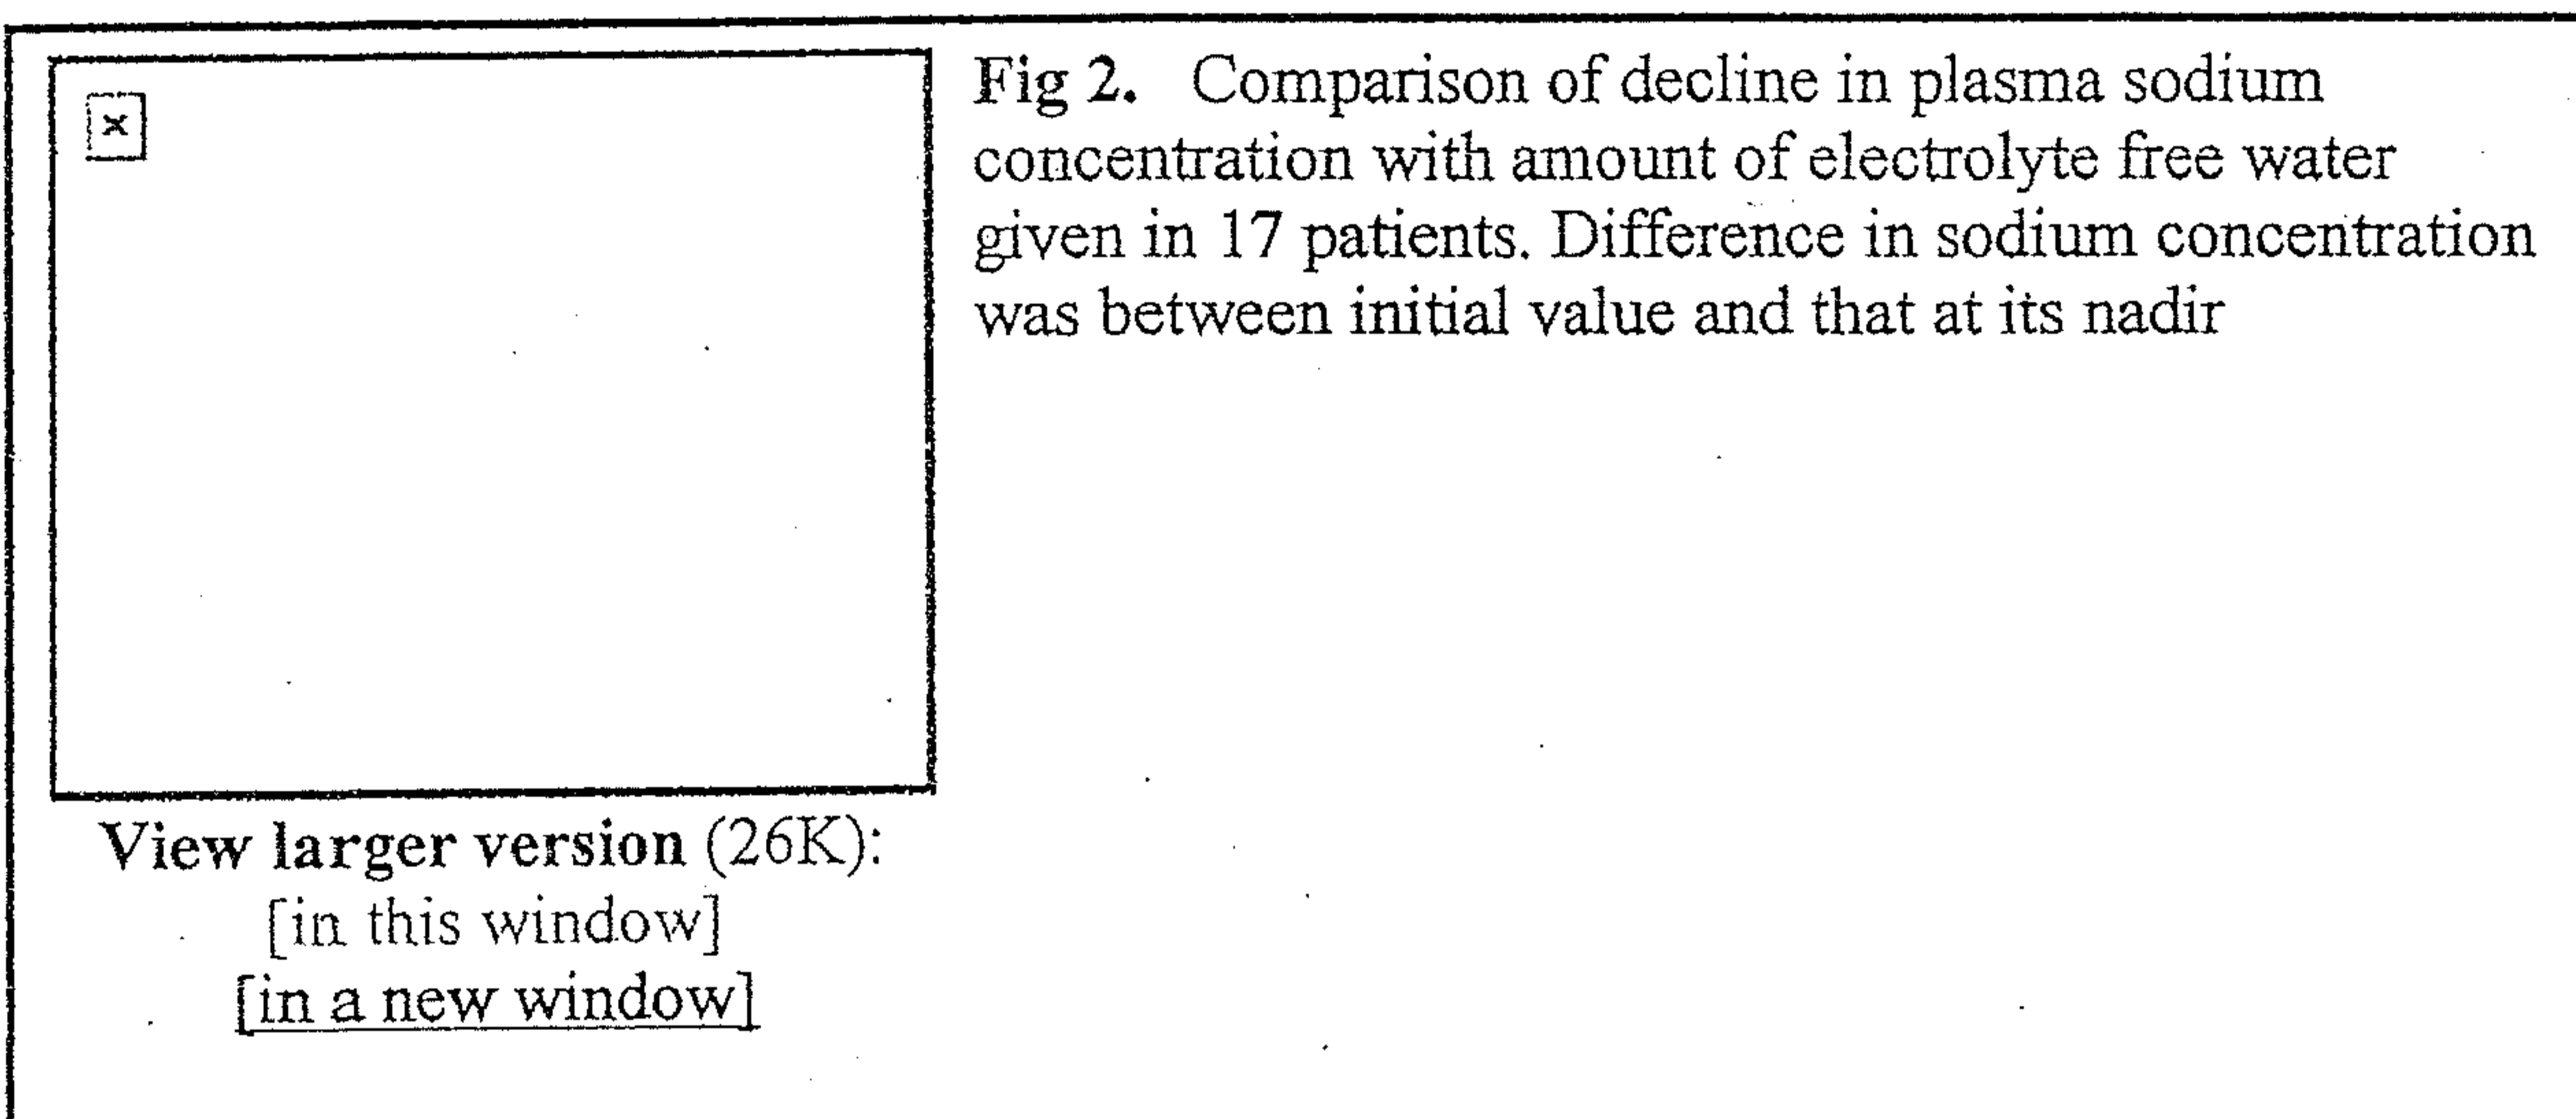 Fig 2. Comparison of decline in plasma sodium
concentration with amount of electrolyte free water
given in 17 patients. Difference in sodium concentration
was between initial value and that at its nadir
View larger version (26K):
[in this window]
[in a new window]